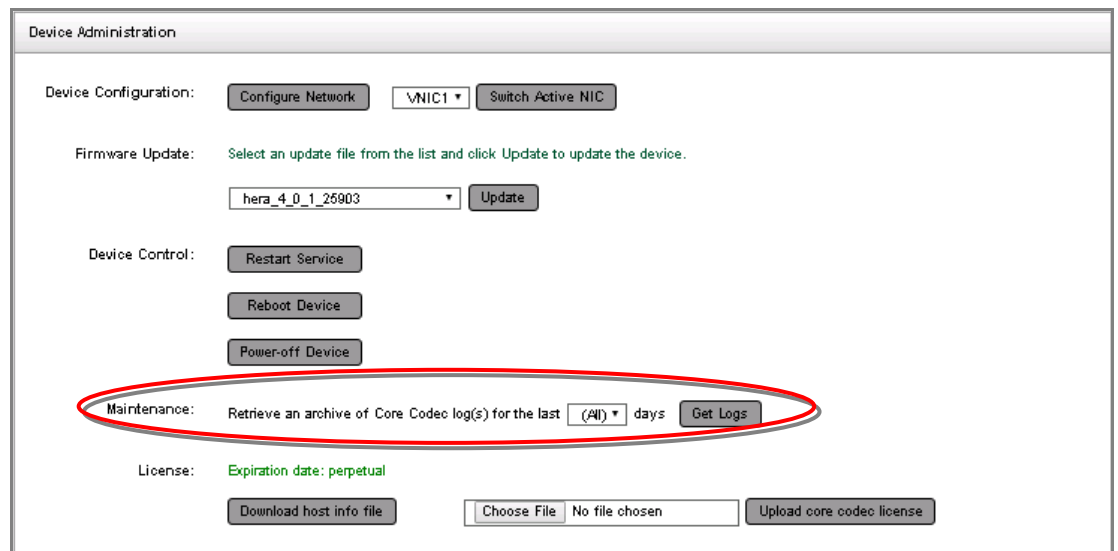 Device Administration
Device Configuration: Configure Network VNIC1 Switch Active NIC
Firmware Update: Select an update file from the list and click Update to update the device.
hera_4_0_1_25903 Update
Device Control: Restart Service
Reboot Device
Power-off Device
Maintenance: Retrieve an archive of Core Codec log(s) for the last (All) days Get Logs
License: Expiration date: perpetual
Download host info file Choose File No file chosen Upload core codec license